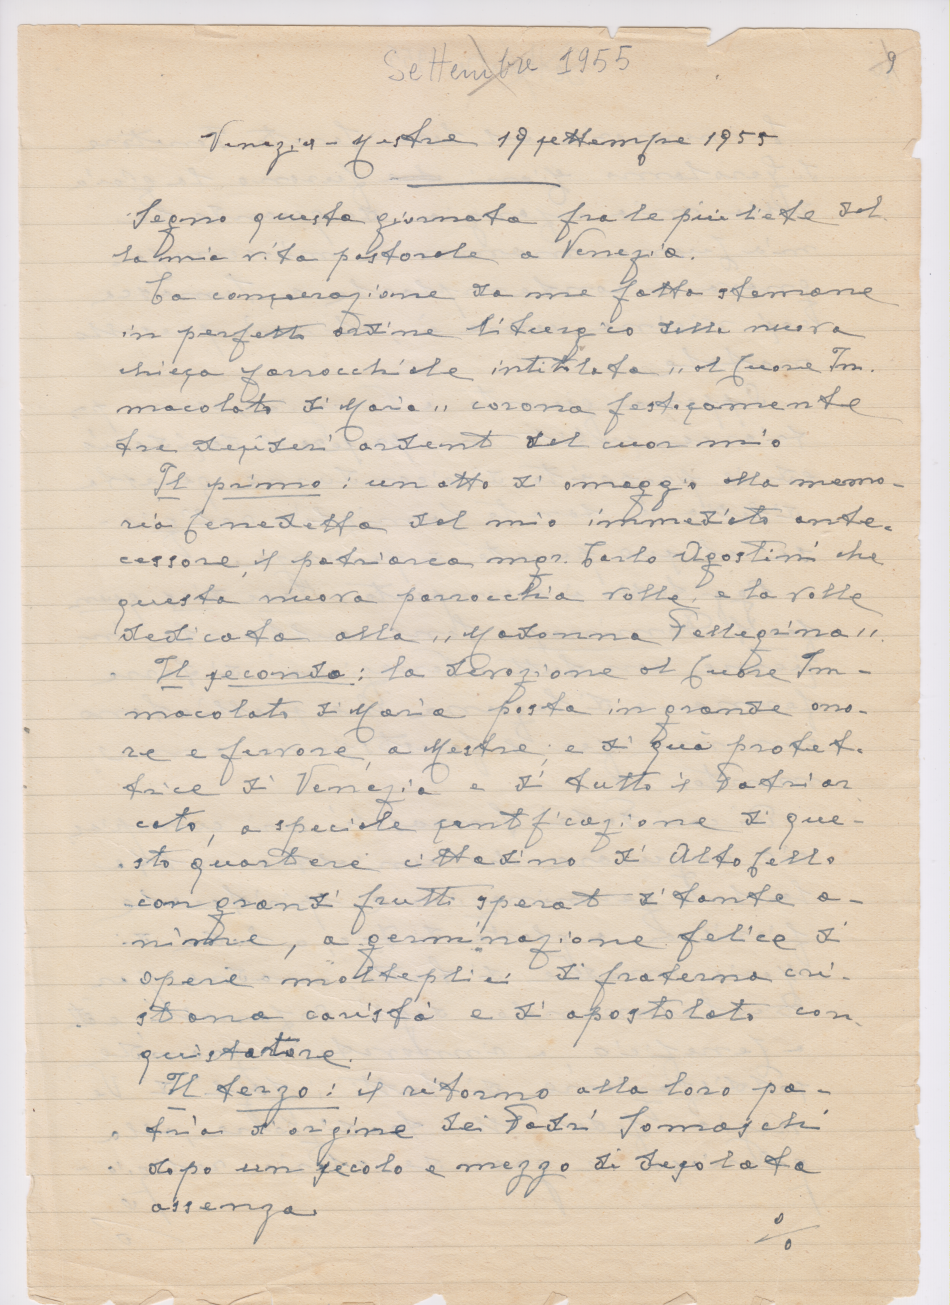 Settembre 1955
9
Venezia - Mestre 19 settembre 1955
Segno questa giornata fra le più liete del
la mia vita pastorale a Venezia.
La consacrazione da me fatta stamane
in perfetto ordine liturgico della nuova
chiesa parrocchiale intitolata „ al Cuore Im.
macolato di Maria „ corona festosamente
tre desideri ardenti del cuor mio
Il primo : un atto di omaggio alla memo-
ria benedetta del mio immediato ante-
cessore, il patriarca mgr. Carlo Agostini che
questa nuova parrocchia volle, e la volle
dedicata alla „ Madonna Pellegrina „.
Il secondo : la devozione al Cuore Im-
macolato di Maria posta in grande ono-
re e fervore, a Mestre, e di qua protet-
trice di Venezia e di tutto il Patriar
cato, a speciale santificazione di que-
sto quartiere cittadino di Altobello
con grandi frutti sperati di tante a-
nime, a germinazione felice di
opere molteplici di fraterna cri-
stiana carità e di apostolato con
quistatore.
Il terzo : il ritorno alla loro pa-
tria d'origine dei Padri Somaschi
dopo un secolo e mezzo di desolata
assenza.
%